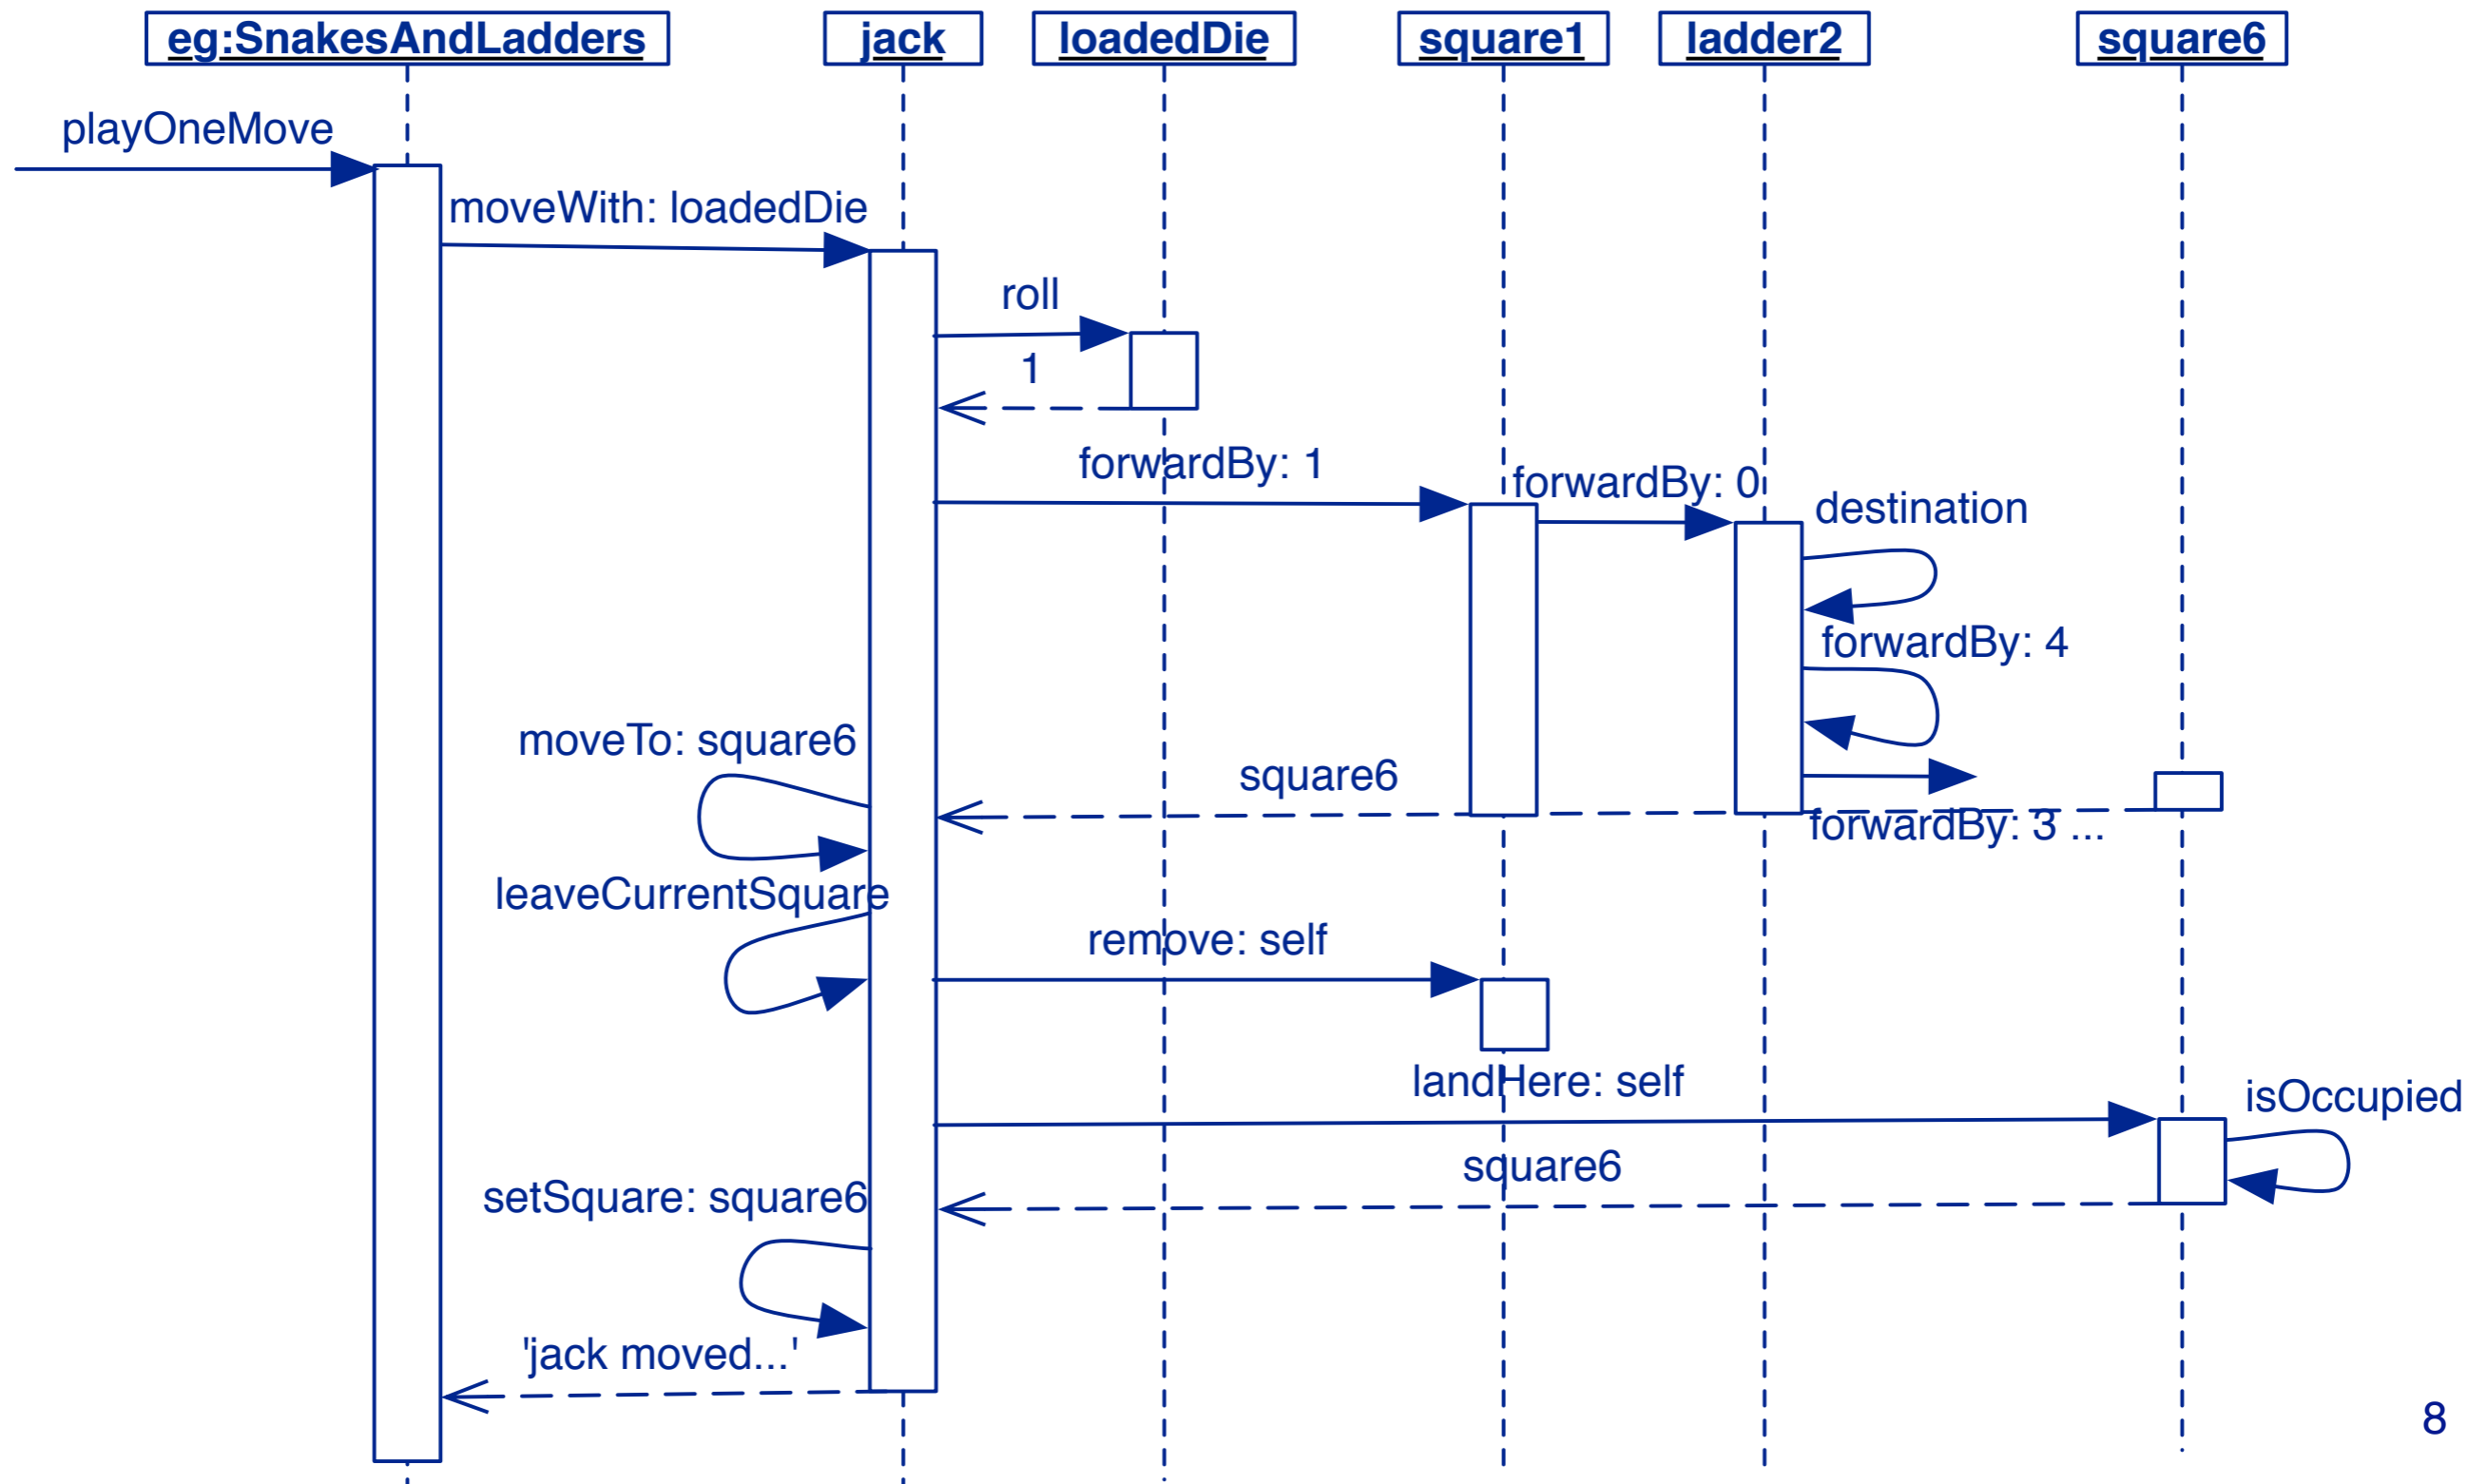 eg:SnakesAndLadders
jack
loadedDie
square1
ladder2
square6
playOneMove
moveWith: loadedDie
roll
1
forwardBy: 1
forwardBy: 0
destination
forwardBy: 4
moveTo: square6
square6
forwardBy: 3 ...
leaveCurrentSquare
remove: self
landHere: self
isOccupied
square6
setSquare: square6
'jack moved...'
8